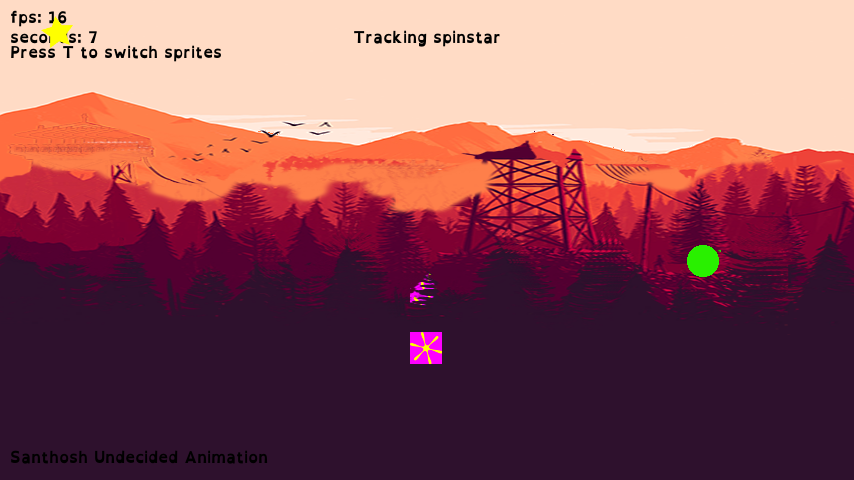 fps: 16
seconds: 7
Press T to switch sprites
Tracking spinstar
Santhosh Undecided Animation